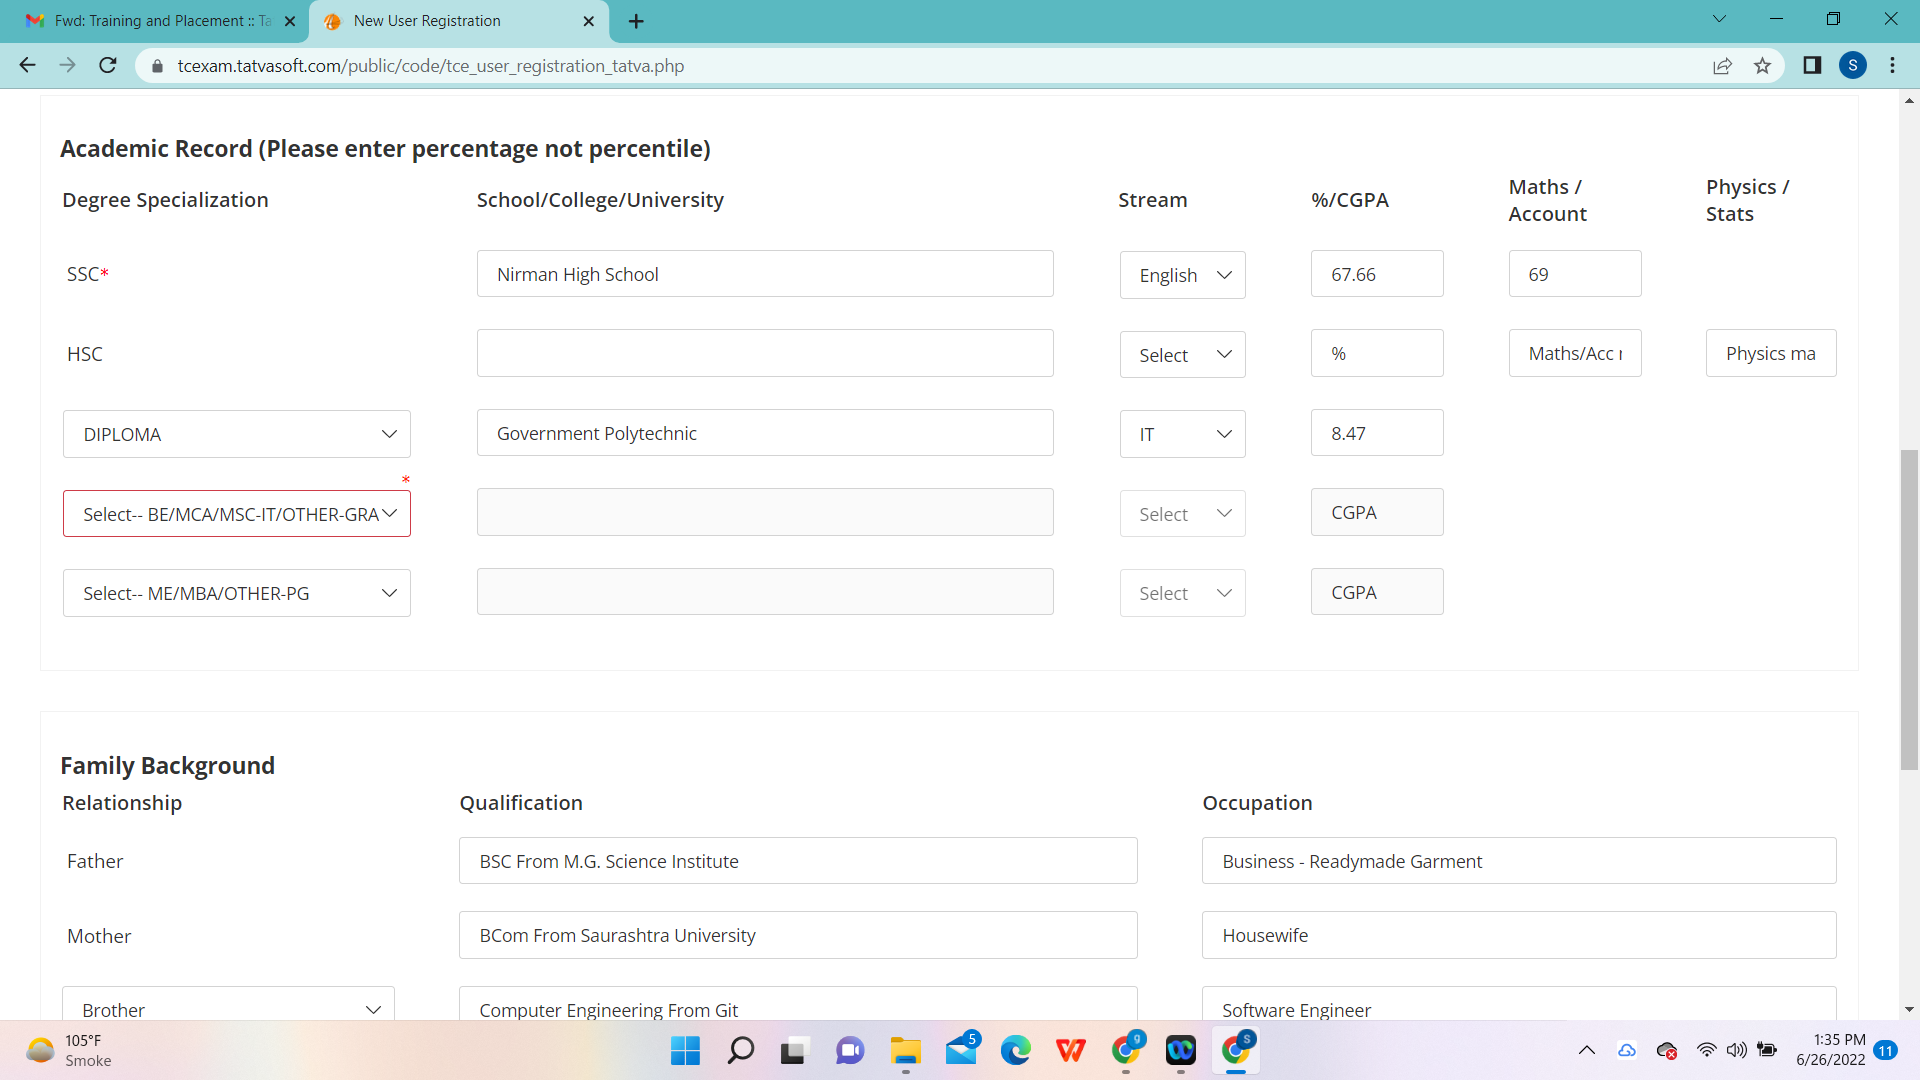 Fwd: Training and Placement :: Ta
New User Registration
tcexam.tatvasoft.com/public/code/tce_user_registration_tatva.php
S
Academic Record (Please enter percentage not percentile)
Degree Specialization
School/College/University
Stream
%/CGPA
Maths /
Account
Physics /
Stats
SSC*
Nirman High School
English
67.66
69
HSC
Select
%
Maths/Acc
Physics ma
DIPLOMA
Government Polytechnic
IT
8.47
*
Select-- BE/MCA/MSC-IT/OTHER-GRA
Select
CGPA
Select-- ME/MBA/OTHER-PG
Select
CGPA
Family Background
Relationship
Qualification
Occupation
Father
BSC From M.G. Science Institute
Business - Readymade Garment
Mother
BCom From Saurashtra University
Housewife
Brother
Computer Engineering From Git
Software Engineer
105°F
Smoke
5
g
S
1:35 PM
6/26/2022
11